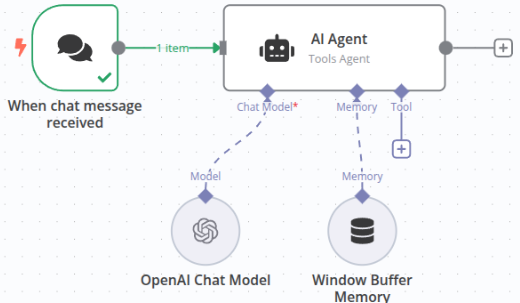 1 item
AI Agent
Tools Agent
When chat message
received
Chat Model*
Memory
Tool
Model
Memory
OpenAI Chat Model
Window Buffer
Memory